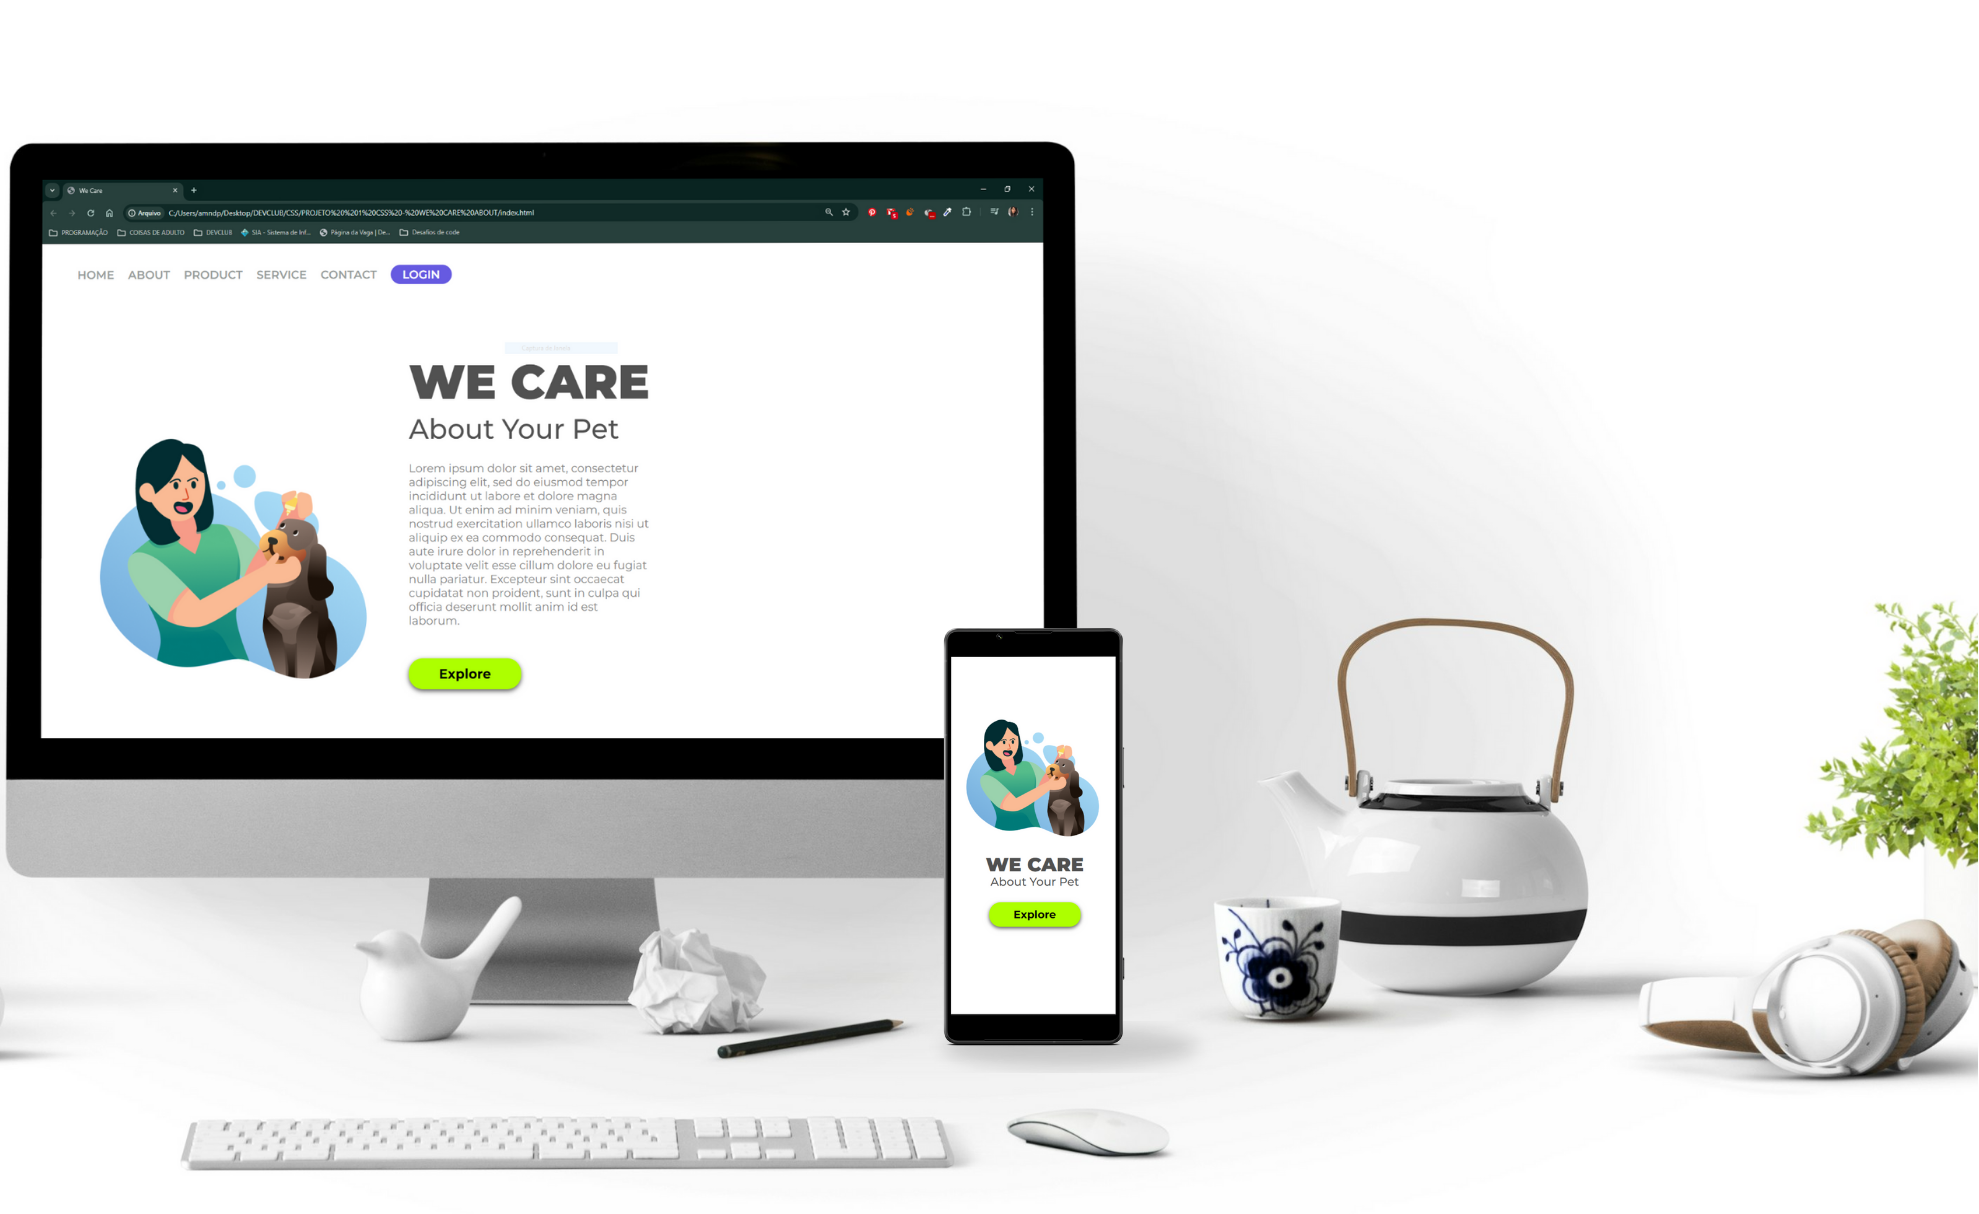 We Care
Arquivo C:/Users/amndp/Desktop/DEVCLUB/CSS/PROJETO%20%201%20CSS%20-%20WE%20CARE%20ABOUT/index.html
PROGRAMAÇÃO COISAS DE ADULTO DEVCLUB SIA - Sistema de Inf... Página da Vaga | De... Desafios de code
HOME ABOUT PRODUCT SERVICE CONTACT LOGIN
WE CARE
About Your Pet
Lorem ipsum dolor sit amet, consectetur
adipiscing elit, sed do eiusmod tempor
incididunt ut labore et dolore magna
aliqua. Ut enim ad minim veniam, quis
nostrud exercitation ullamco laboris nisi ut
aliquip ex ea commodo consequat. Duis
aute irure dolor in reprehenderit in
voluptate velit esse cillum dolore eu fugiat
nulla pariatur. Excepteur sint occaecat
cupidatat non proident, sunt in culpa qui
officia deserunt mollit anim id est
laborum.
Explore
WE CARE
About Your Pet
Explore